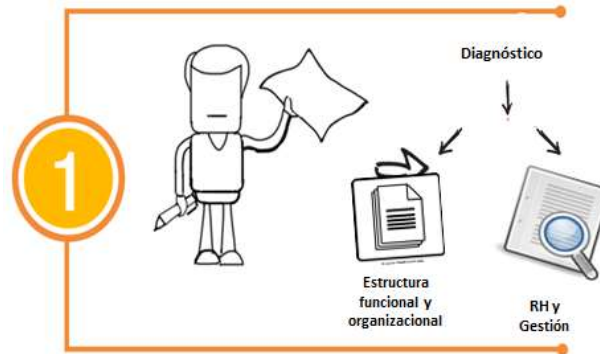 Diagnóstico
1
Estructura
funcional y
organizacional
RH y
Gestión